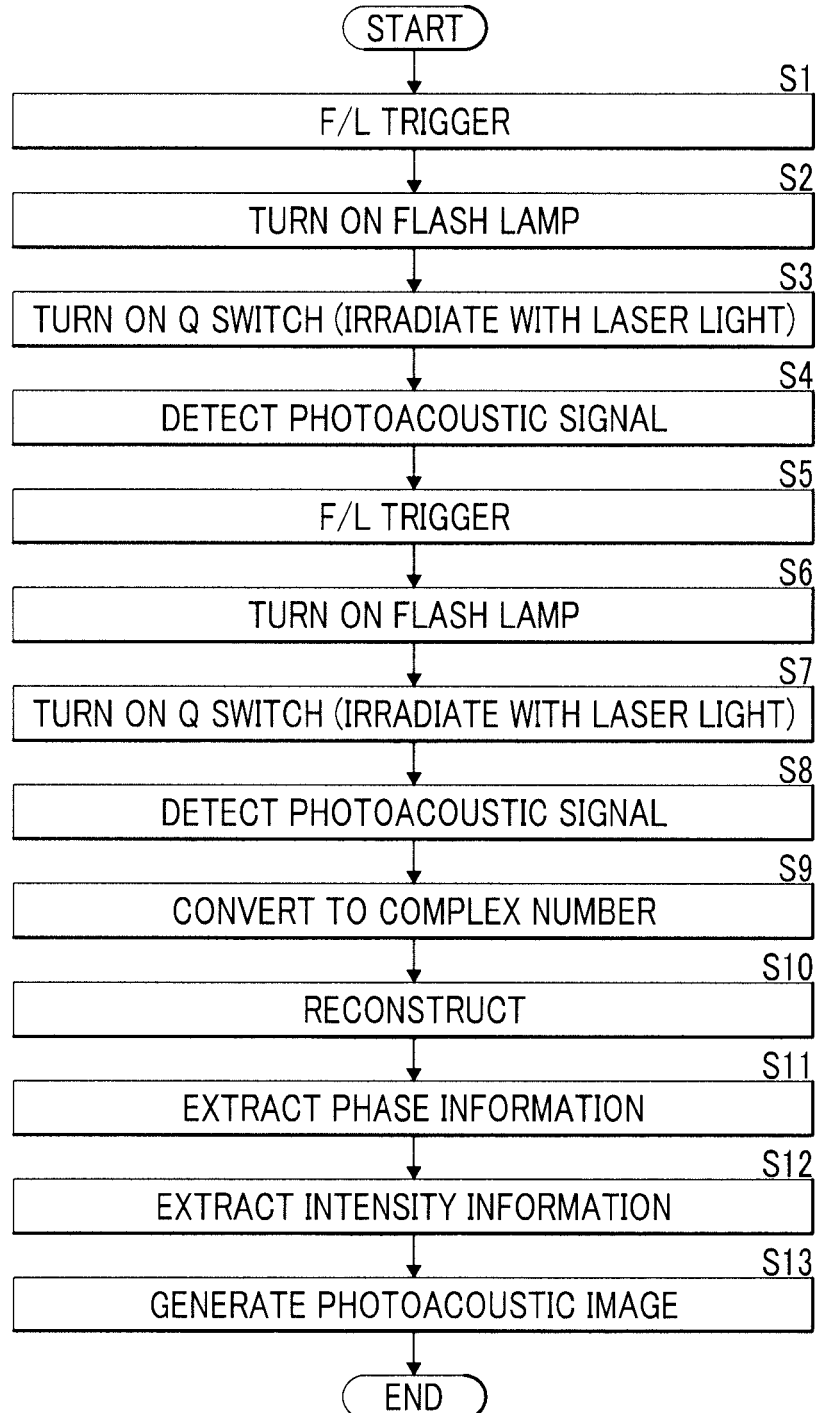 START
S1
F/L TRIGGER
S2
TURN ON FLASH LAMP
S3
TURN ON Q SWITCH (IRRADIATE WITH LASER LIGHT)
S4
DETECT PHOTOACOUSTIC SIGNAL
S5
F/L TRIGGER
S6
TURN ON FLASH LAMP
S7
TURN ON Q SWITCH (IRRADIATE WITH LASER LIGHT)
S8
DETECT PHOTOACOUSTIC SIGNAL
S9
CONVERT TO COMPLEX NUMBER
S10
RECONSTRUCT
S11
EXTRACT PHASE INFORMATION
S12
EXTRACT INTENSITY INFORMATION
S13
GENERATE PHOTOACOUSTIC IMAGE
END